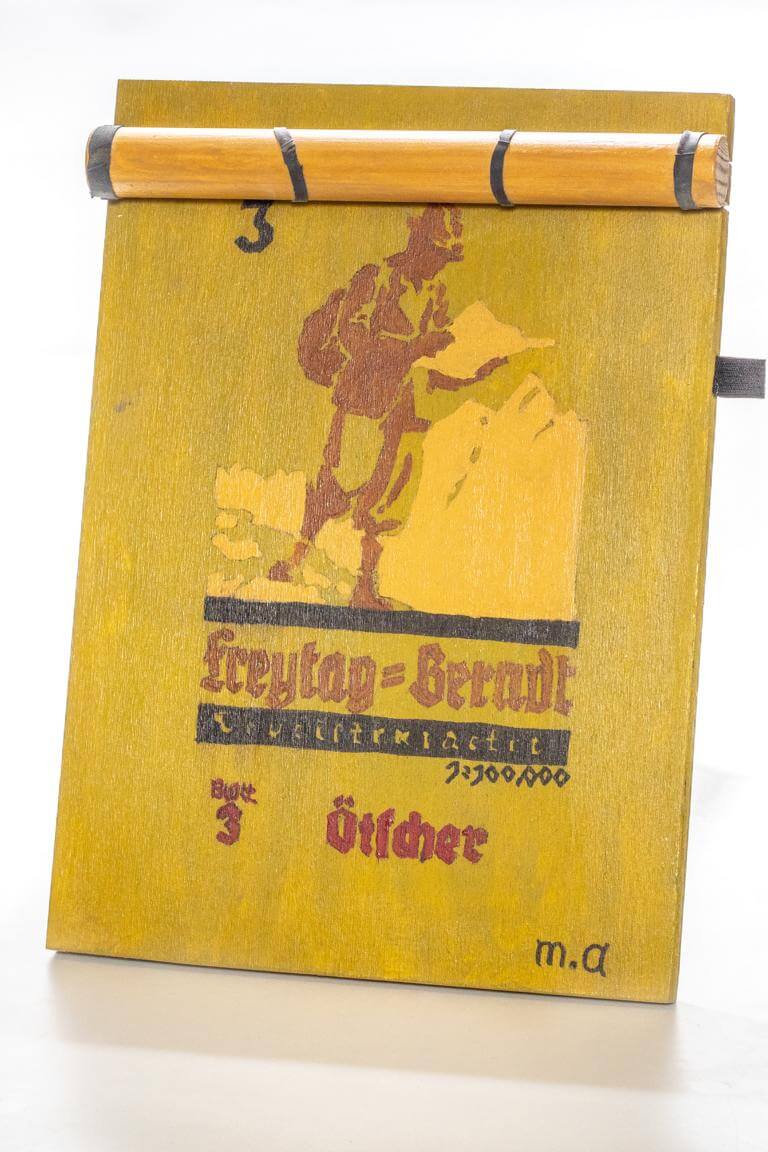 3
Freytag=Berndt
1:100,000
Blatt
3 Ötscher
m.a